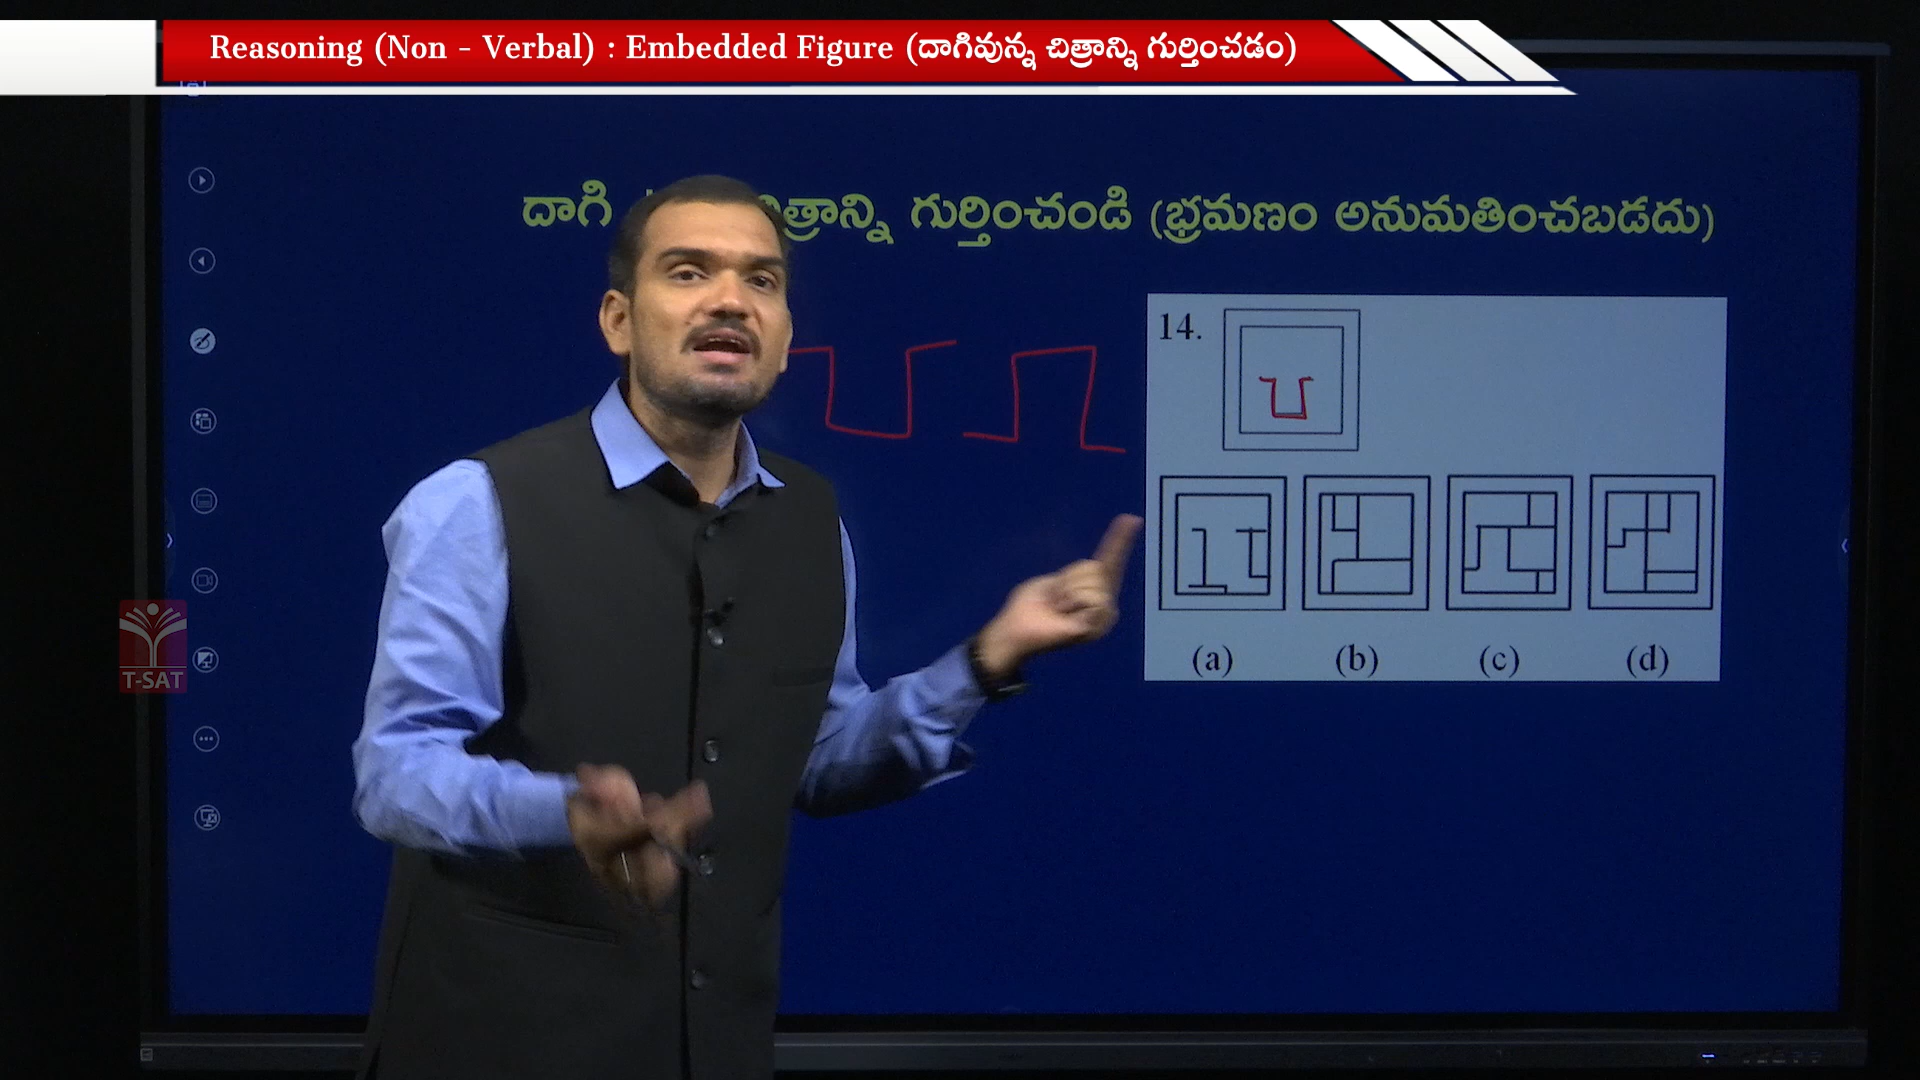 Reasoning (Non - Verbal) : Embedded Figure (దాగివున్న చిత్రాన్ని గుర్తించడం)
దాగి చిత్రాన్ని గుర్తించండి (భ్రమణం అనుమతించబడదు)
14.
(a) (b) (c) (d)
T-SAT